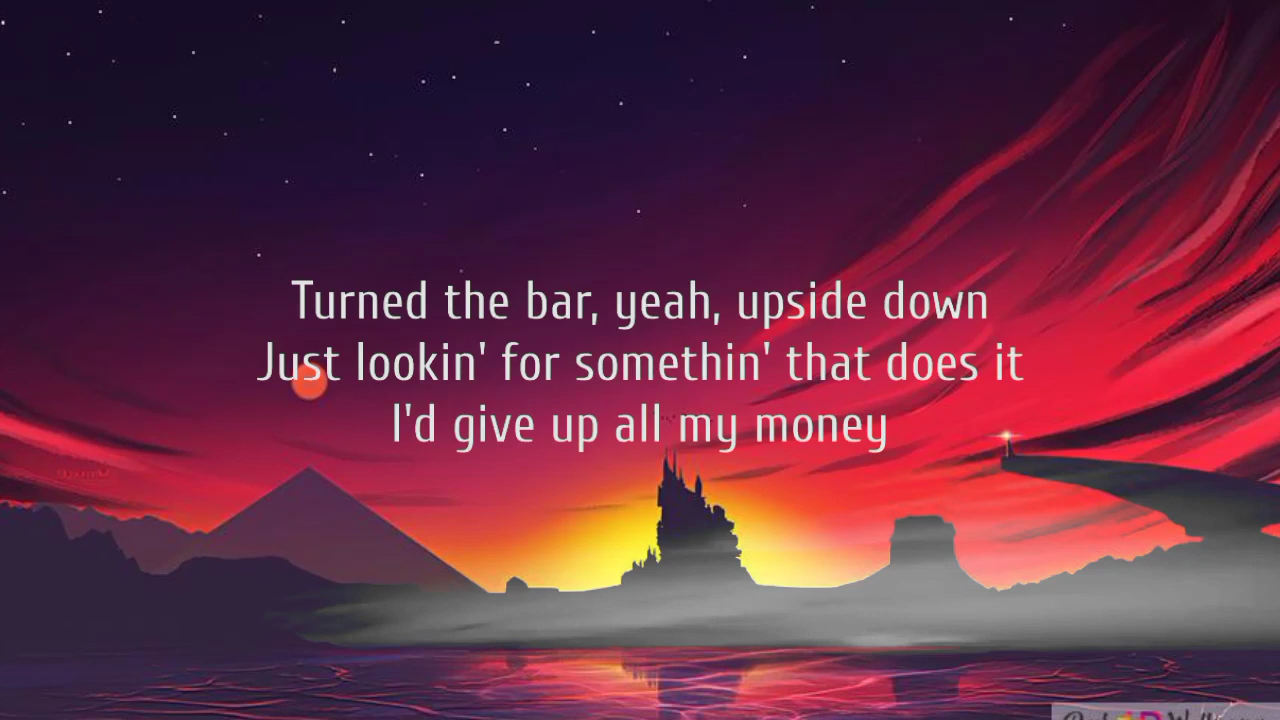 Turned the bar, yeah, upside down
Just lookin' for somethin' that does it
I'd give up all my money